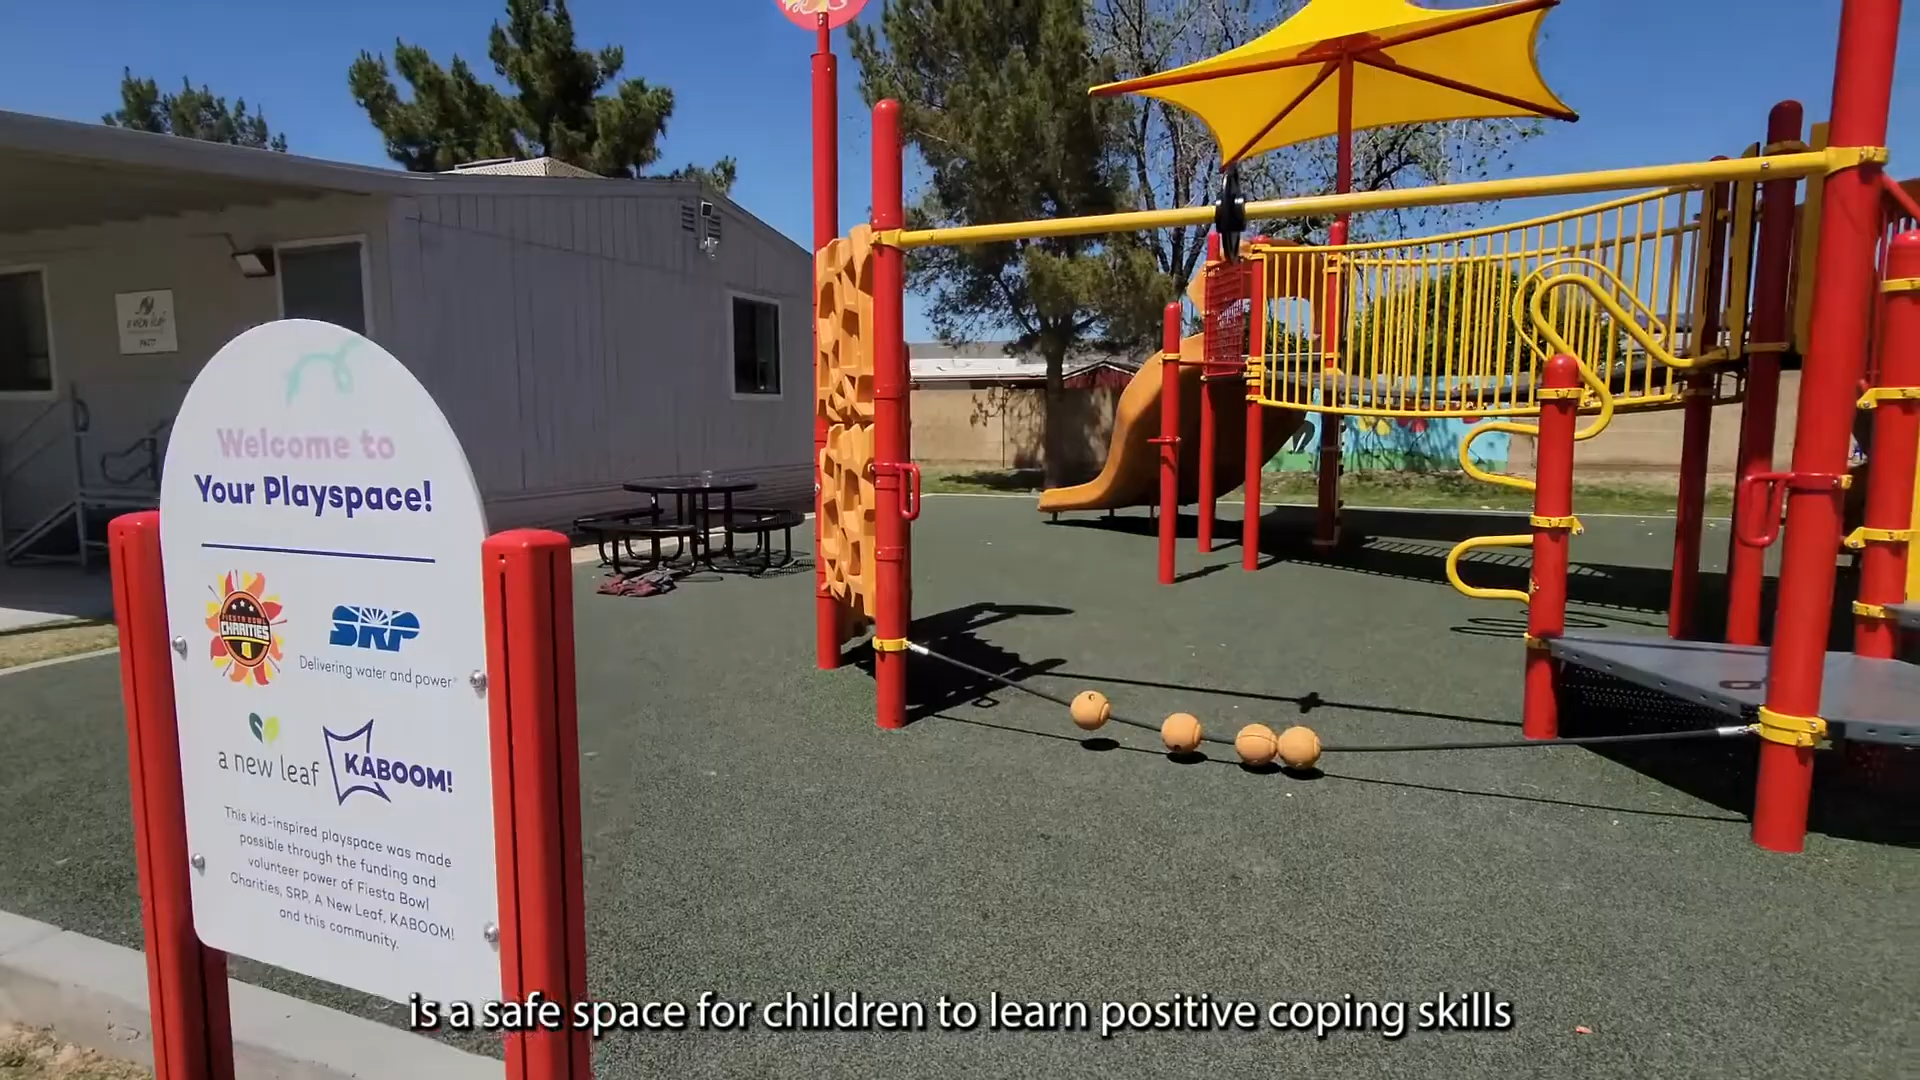 Welcome to
Your Playspace!
FIESTA BOWL
CHARITIES
SRP
Delivering water and power
a new leaf
KABOOM!
This kid-inspired playspace was made
possible through the funding and
volunteer power of Fiesta Bowl
Charities, SRP, A New Leaf, KABOOM!
and this community.
is a safe space for children to learn positive coping skills